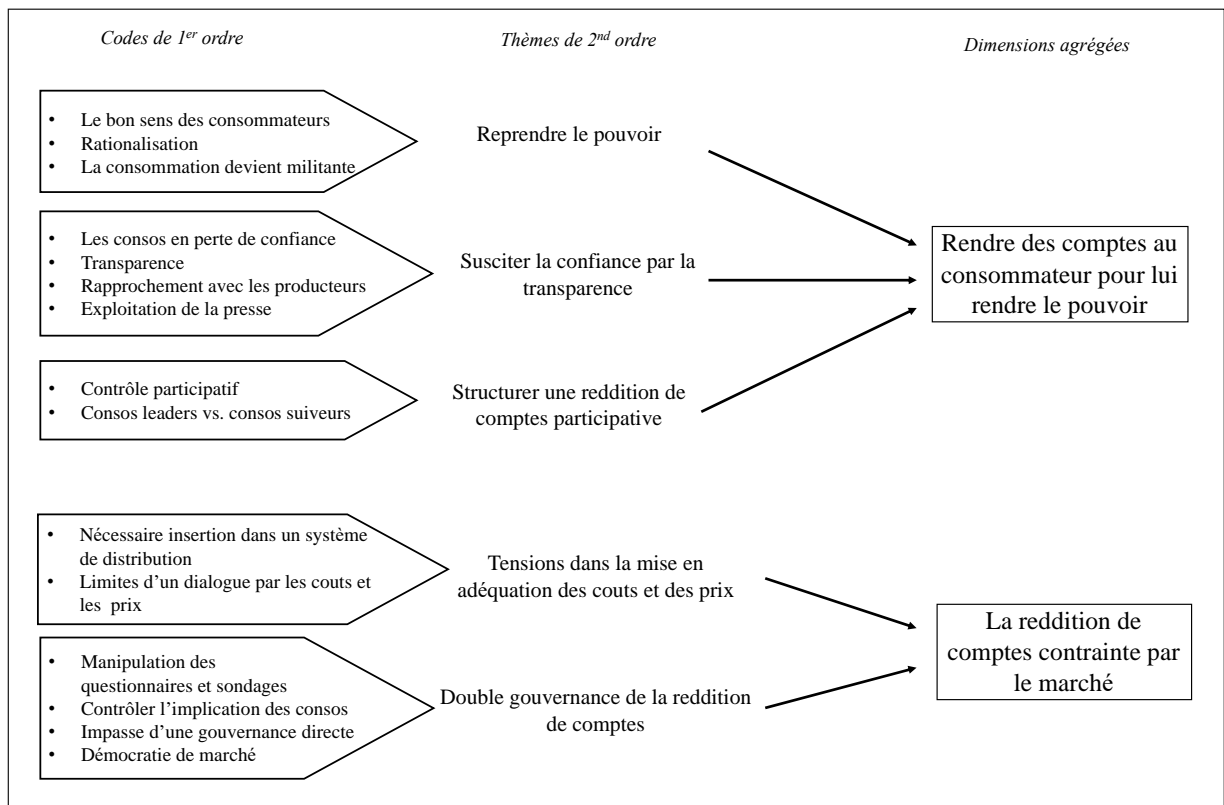 Codes de 1er ordre
Thèmes de 2nd ordre
Dimensions agrégées
• Le bon sens des consommateurs
• Rationalisation
• La consommation devient militante
Reprendre le pouvoir
• Les consos en perte de confiance
• Transparence
• Rapprochement avec les producteurs
• Exploitation de la presse
Susciter la confiance par la
transparence
Rendre des comptes au
consommateur pour lui
rendre le pouvoir
• Contrôle participatif
• Consos leaders vs. consos suiveurs
Structurer une reddition de
comptes participative
• Nécessaire insertion dans un système
de distribution
• Limites d’un dialogue par les couts et
les prix
Tensions dans la mise en
adéquation des couts et des prix
• Manipulation des
questionnaires et sondages
• Contrôler l’implication des consos
• Impasse d’une gouvernance directe
• Démocratie de marché
Double gouvernance de la reddition
de comptes
La reddition de
comptes contrainte par
le marché